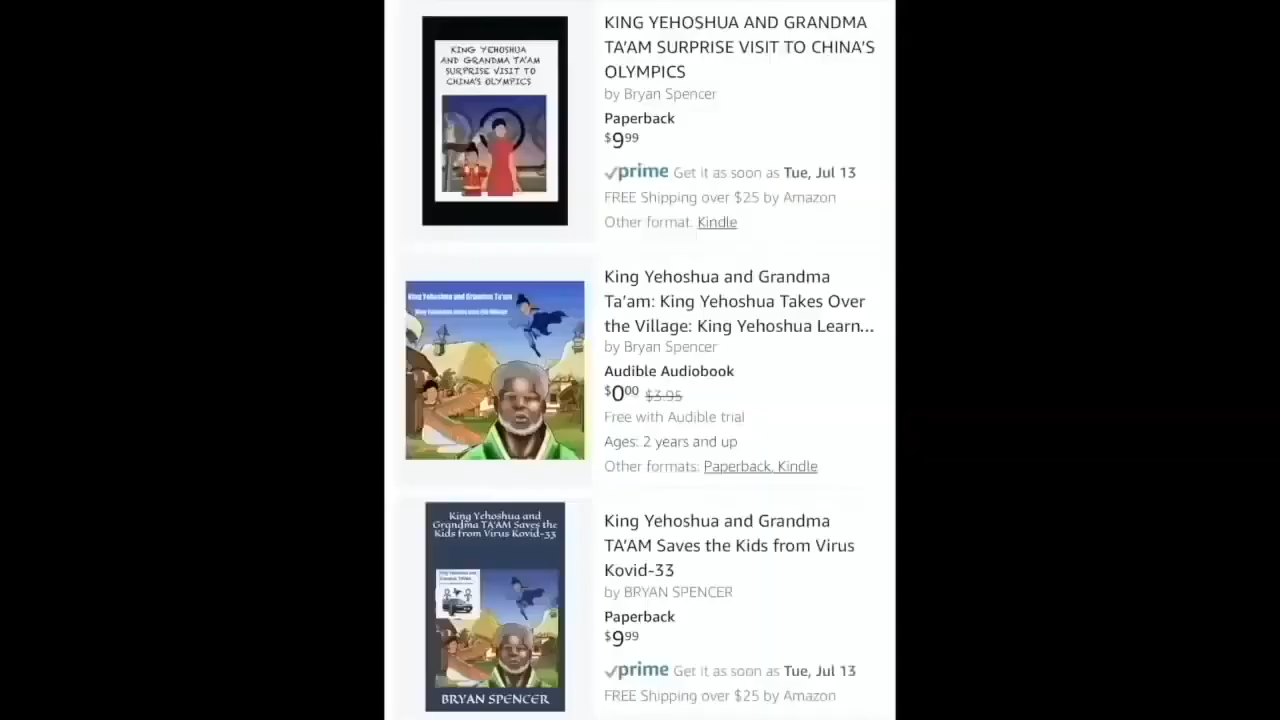 KING YEHOSHUA
AND GRANDMA TA'AM
SURPRISE VISIT TO
CHINA'S OLYMPICS
KING YEHOSHUA AND GRANDMA
TA'AM SURPRISE VISIT TO CHINA'S
OLYMPICS
by Bryan Spencer
Paperback
$9.99
prime Get it as soon as Tue, Jul 13
FREE Shipping over $25 by Amazon
Other format. Kindle
King Yehoshua and Grandma Ta'am
King Yehoshua takes over the Village
King Yehoshua and Grandma
Ta'am: King Yehoshua Takes Over
the Village: King Yehoshua Learn...
by Bryan Spencer
Audible Audiobook
$0.00 $3.95
Free with Audible trial
Ages: 2 years and up
Other formats: Paperback, Kindle
King Yehoshua and
Grandma TA'AM Saves the
Kids from Virus Kovid-33
BRYAN SPENCER
King Yehoshua and Grandma
TA'AM Saves the Kids from Virus
Kovid-33
by BRYAN SPENCER
Paperback
$9.99
prime Get it as soon as Tue, Jul 13
FREE Shipping over $25 by Amazon